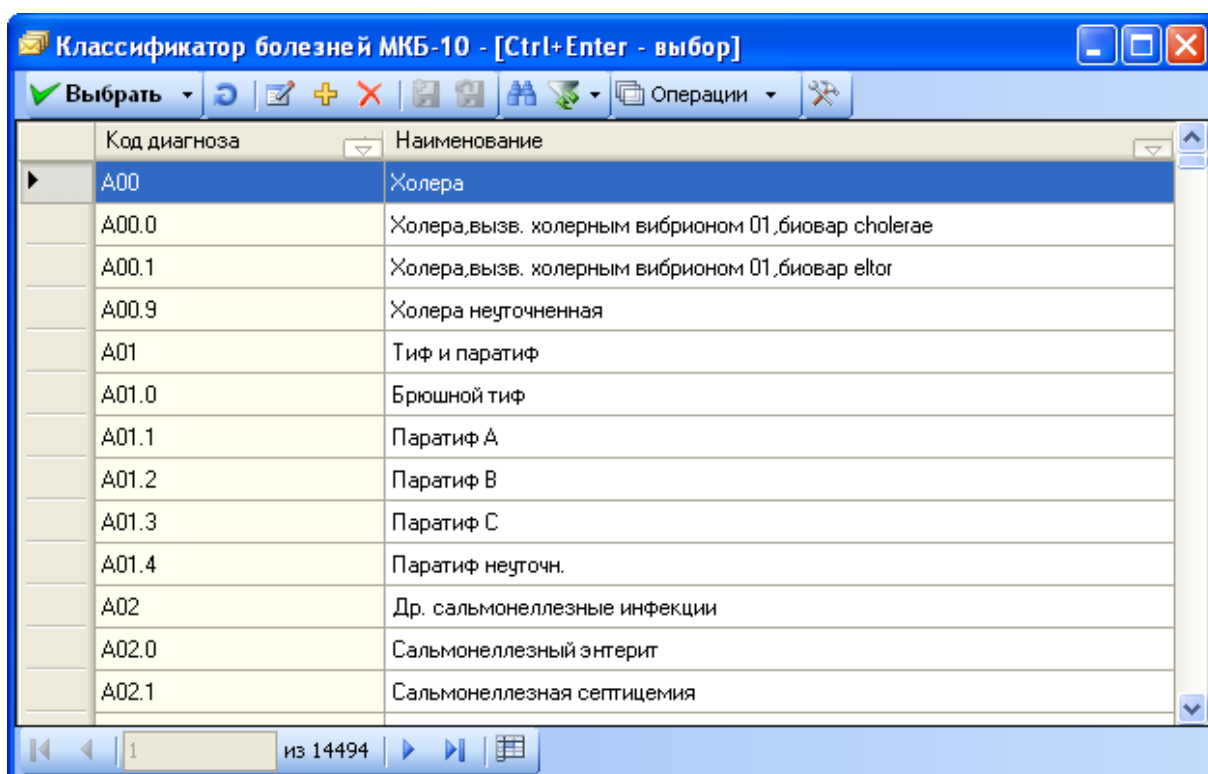 Классификатор болезней МКБ-10 - [Ctrl+Enter - выбор]
Выбрать Операции
Код диагноза Наименование
A00 Холера
A00.0 Холера,вызв. холерным вибрионом 01,биовар cholerae
A00.1 Холера,вызв. холерным вибрионом 01,биовар eltor
A00.9 Холера неуточненная
A01 Тиф и паратиф
A01.0 Брюшной тиф
A01.1 Паратиф A
A01.2 Паратиф B
A01.3 Паратиф C
A01.4 Паратиф неуточн.
A02 Др. сальмонеллезные инфекции
A02.0 Сальмонеллезный энтерит
A02.1 Сальмонеллезная септицемия
1 из 14494